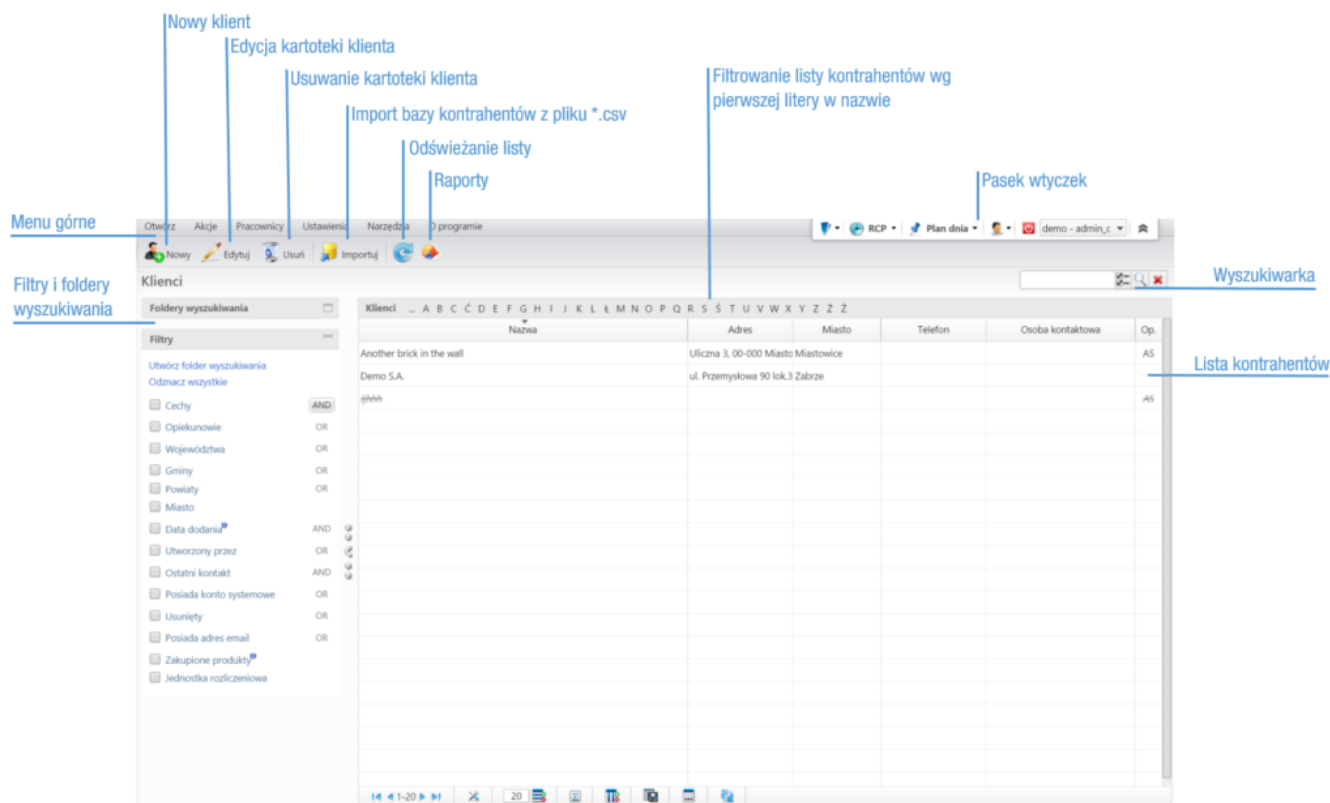 Nowy klient
Edycja kartoteki klienta
Usuwanie kartoteki klienta
Import bazy kontrahentów z pliku *.csv
Odświeżanie listy
Raporty
Filtrowanie listy kontrahentów wg
pierwszej litery w nazwie
Pasek wtyczek
Menu górne
Otwórz Akcje Pracownicy Ustawienia Narzędzia O programie
RCP Plan dnia demo - admin_c
Nowy Edytuj Usuń Importuj
Klienci
Wyszukiwarka
Filtry i foldery
wyszukiwania
Foldery wyszukiwania
Klienci _ A B C Ć D E F G H I J K L Ł M N O P Q R S Ś T U V W X Y Z Ż Ź
Filtry
Nazwa Adres Miasto Telefon Osoba kontaktowa Op.
Utwórz folder wyszukiwania
Odznacz wszystkie
Another brick in the wall Uliczna 3, 00-000 Miasto Miastowice AS
Demo S.A. ul. Przemysłowa 90 lok.3 Zabrze
AS
Lista kontrahentów
Cechy AND
Opiekunowie OR
Województwa OR
Gminy OR
Powiaty OR
Miasto
Data dodania AND
Utworzony przez OR
Ostatni kontakt AND
Posiada konto systemowe OR
Usunięty OR
Posiada adres email OR
Zakupione produkty
Jednostka rozliczeniowa
1-20 20